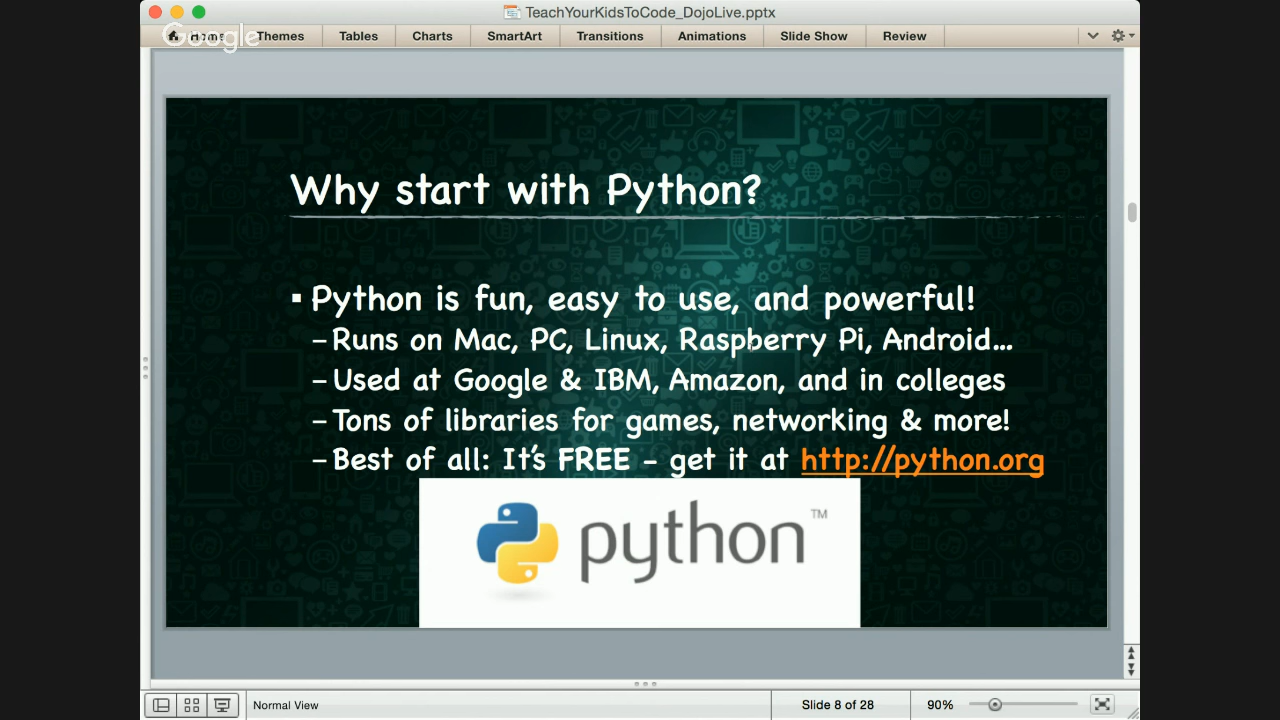 TeachYourKidsToCode_DojoLive.pptx
Google
Home Themes Tables Charts SmartArt Transitions Animations Slide Show Review
Why start with Python?
▪ Python is fun, easy to use, and powerful!
– Runs on Mac, PC, Linux, Raspberry Pi, Android...
– Used at Google & IBM, Amazon, and in colleges
– Tons of libraries for games, networking & more!
– Best of all: It's FREE – get it at http://python.org
python™
Normal View Slide 8 of 28 90%